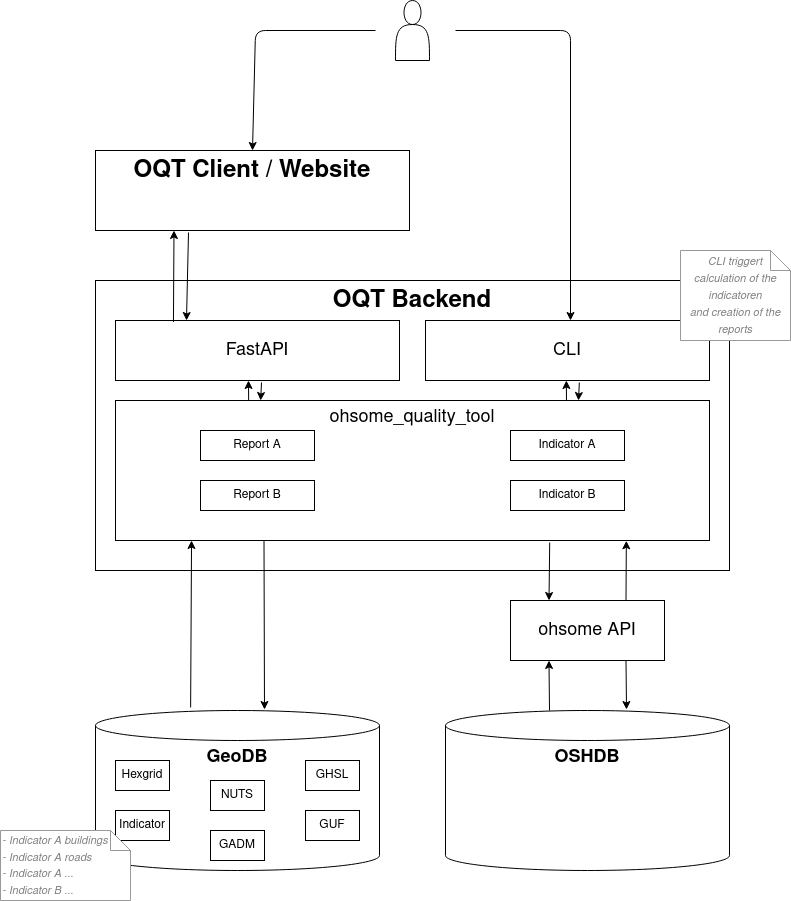 OQT Client / Website
CLI triggert
calculation of the
indicatoren
and creation of the
reports
OQT Backend
FastAPI
CLI
ohsome_quality_tool
Report A
Indicator A
Report B
Indicator B
ohsome API
GeoDB
OSHDB
Hexgrid
GHSL
NUTS
Indicator
GUF
GADM
- Indicator A buildings
- Indicator A roads
- Indicator A ...
- Indicator B ...